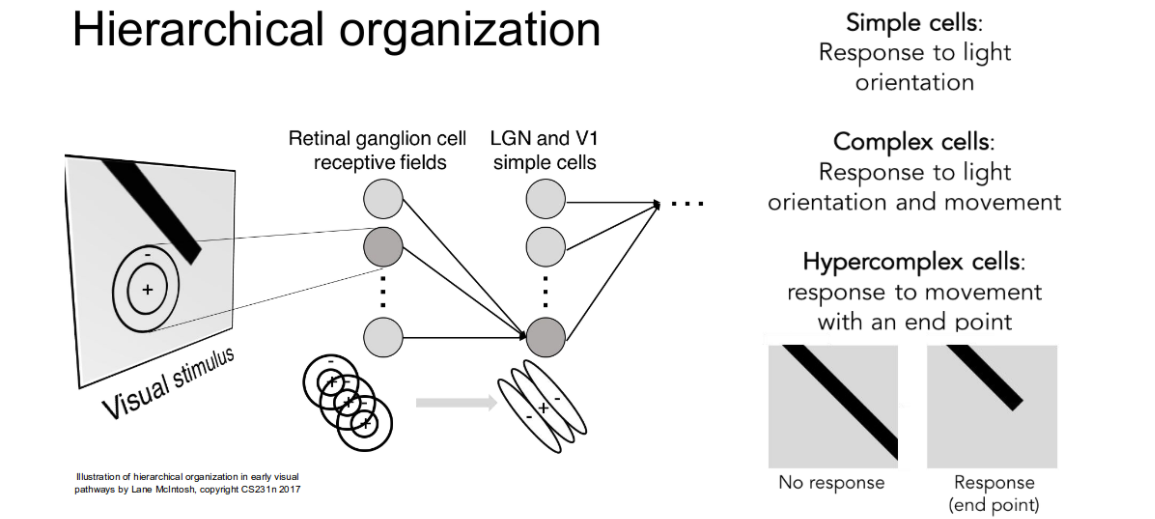 Hierarchical organization
Retinal ganglion cell
receptive fields
LGN and V1
simple cells
- 
+
Visual stimulus
-
+
-
+
-
+
-
+
-
Illustration of hierarchical organization in early visual
pathways by Lane McIntosh, copyright CS231n 2017
Simple cells:
Response to light
orientation
Complex cells:
Response to light
orientation and movement
Hypercomplex cells:
response to movement
with an end point
No response
Response
(end point)